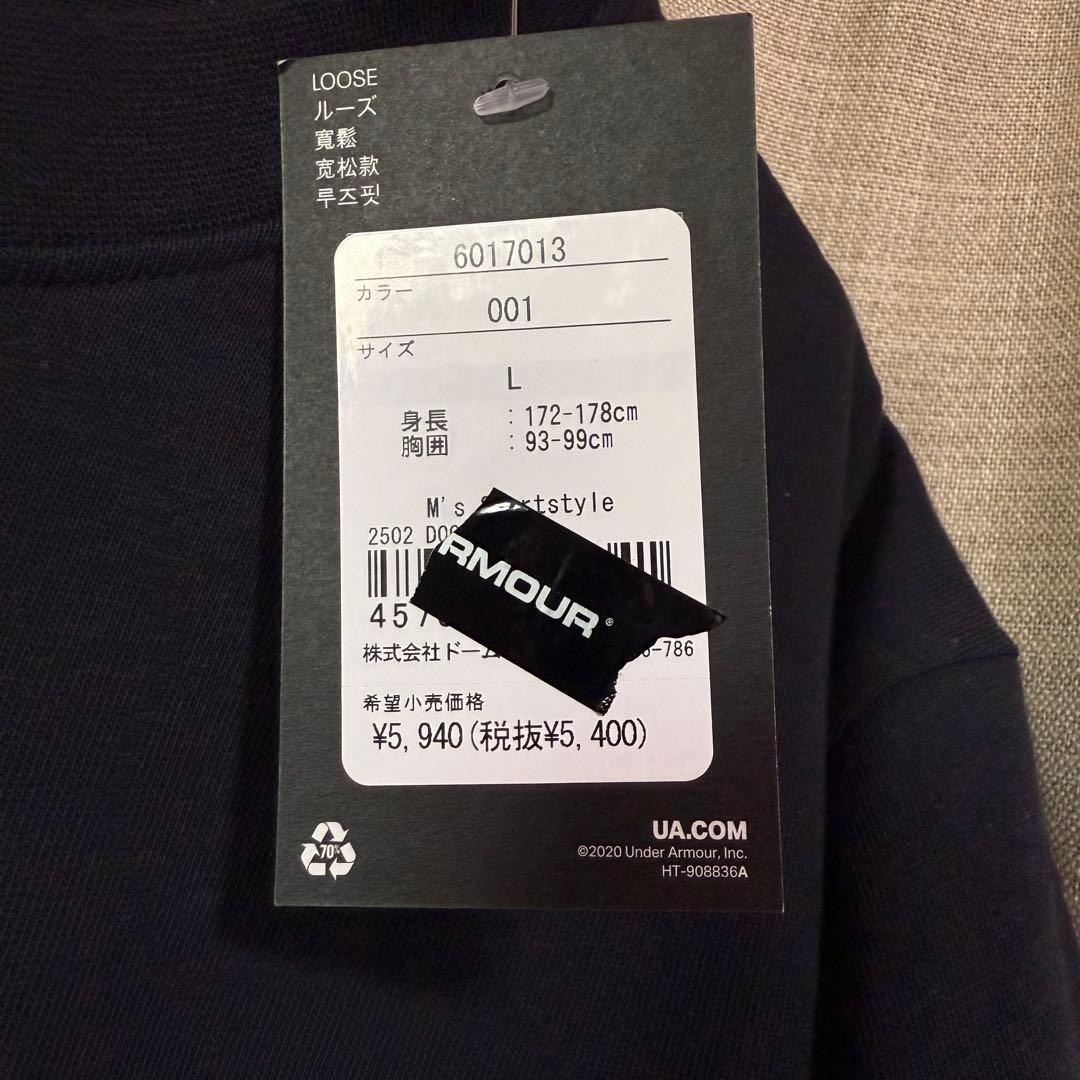 LOOSE
ルーズ
寬鬆
宽松款
루즈핏
6017013
カラー
001
サイズ
L
身長 : 172-178cm
胸囲 : 93-99cm
M's
2502
RMOUR®
株式会社ドーム -786
希望小売価格
¥5,940(税抜¥5,400)
70%
UA.COM
©2020 Under Armour, Inc.
HT-908836A